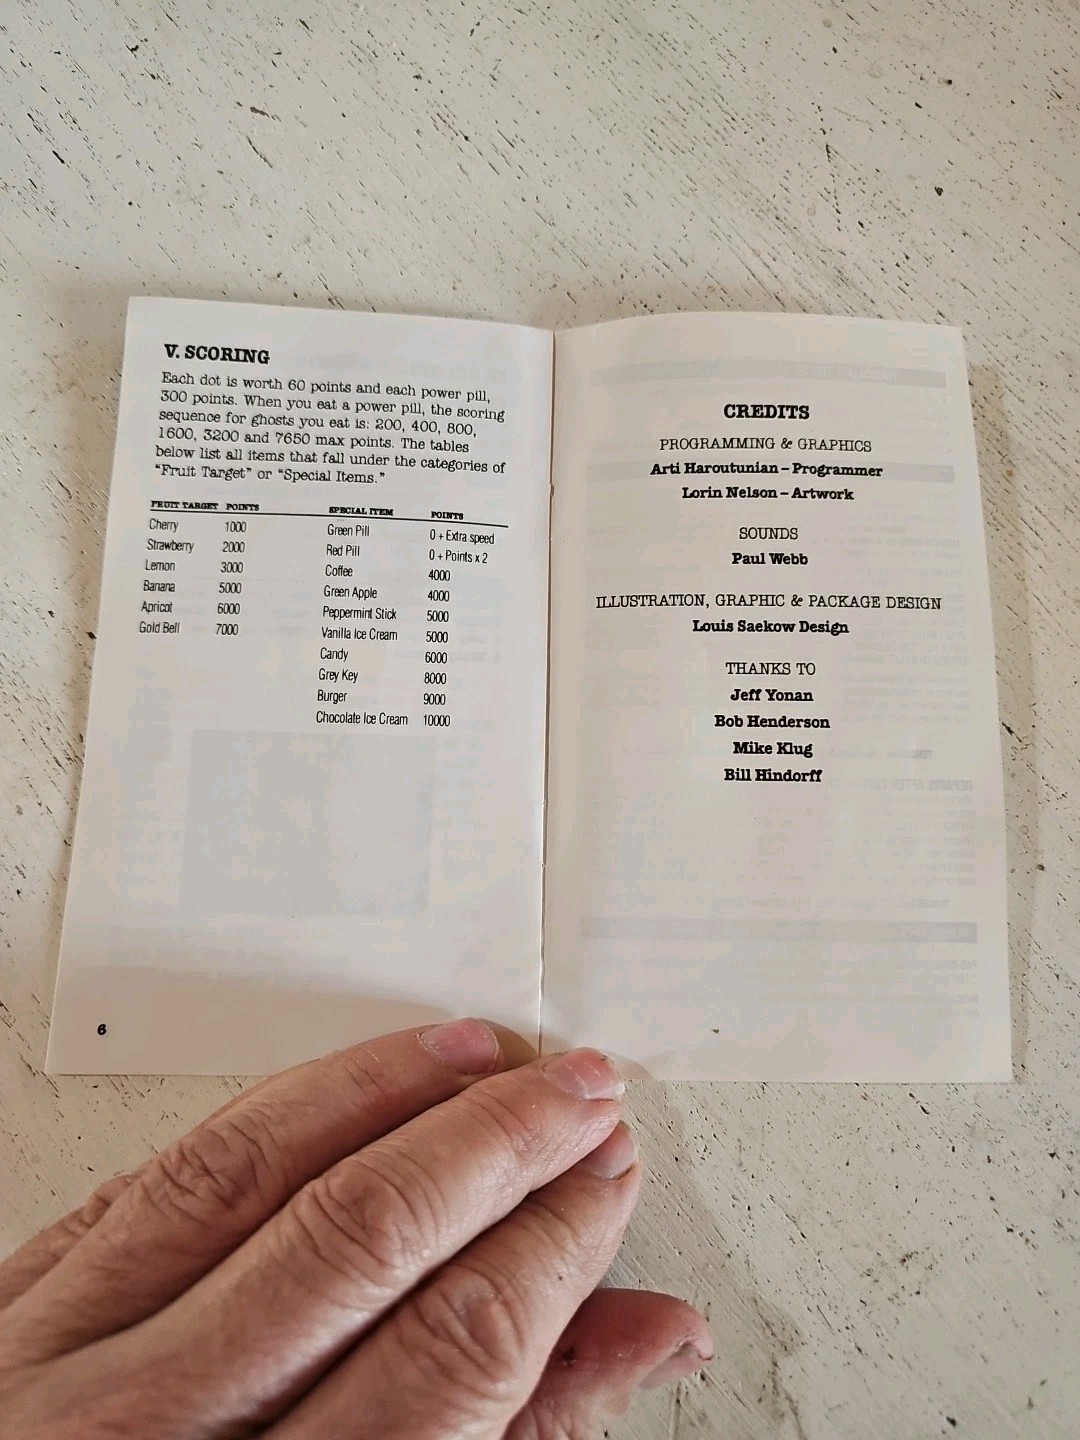 V. SCORING
Each dot is worth 60 points and each power pill,
300 points. When you eat a power pill, the scoring
sequence for ghosts you eat is: 200, 400, 800,
1600, 3200 and 7650 max points. The tables
below list all items that fall under the categories of
“Fruit Target” or “Special Items.”
FRUIT TARGET POINTS
Cherry 1000
Strawberry 2000
Lemon 3000
Banana 5000
Apricot 6000
Gold Bell 7000
SPECIAL ITEM POINTS
Green Pill 0 + Extra speed
Red Pill 0 + Points x 2
Coffee 4000
Green Apple 4000
Peppermint Stick 5000
Vanilla Ice Cream 5000
Candy 6000
Grey Key 8000
Burger 9000
Chocolate Ice Cream 10000
6
CREDITS
PROGRAMMING & GRAPHICS
Arti Haroutunian – Programmer
Lorin Nelson – Artwork
SOUNDS
Paul Webb
ILLUSTRATION, GRAPHIC & PACKAGE DESIGN
Louis Saekow Design
THANKS TO
Jeff Yonan
Bob Henderson
Mike Klug
Bill Hindorff